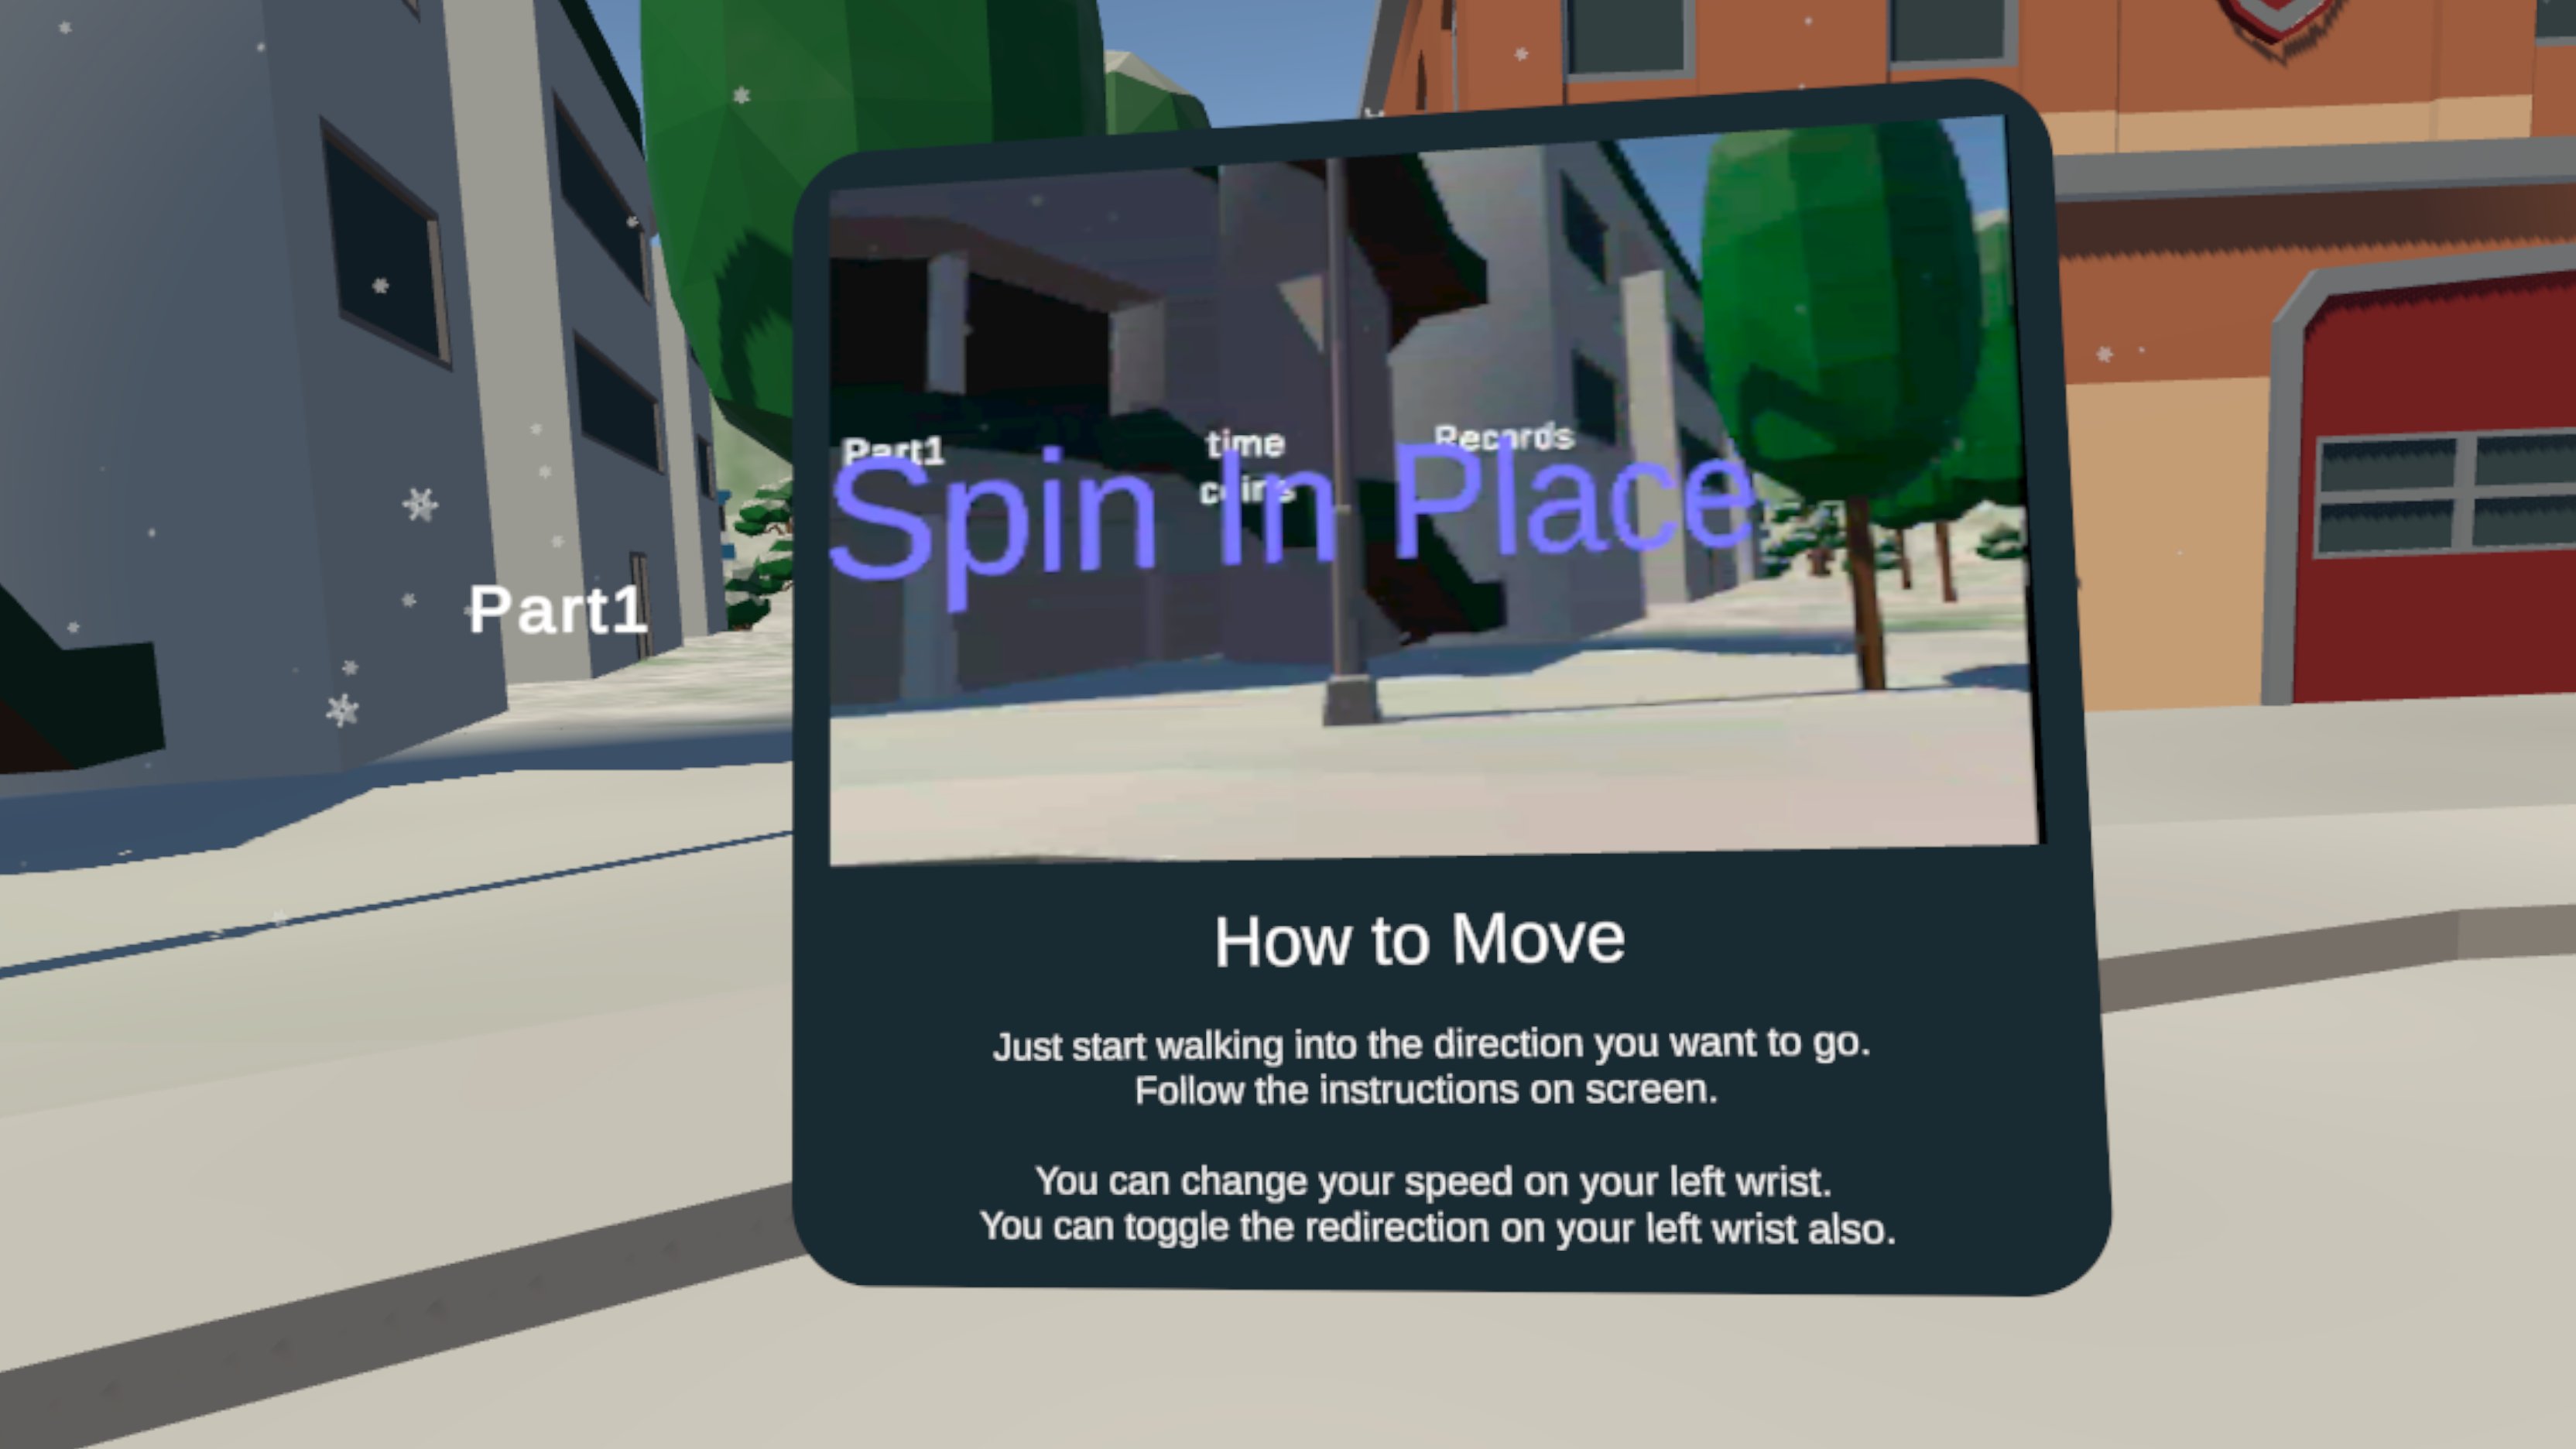 Part1
Part1 time Records
coins
Spin In Place
How to Move
Just start walking into the direction you want to go.
Follow the instructions on screen.
You can change your speed on your left wrist.
You can toggle the redirection on your left wrist also.